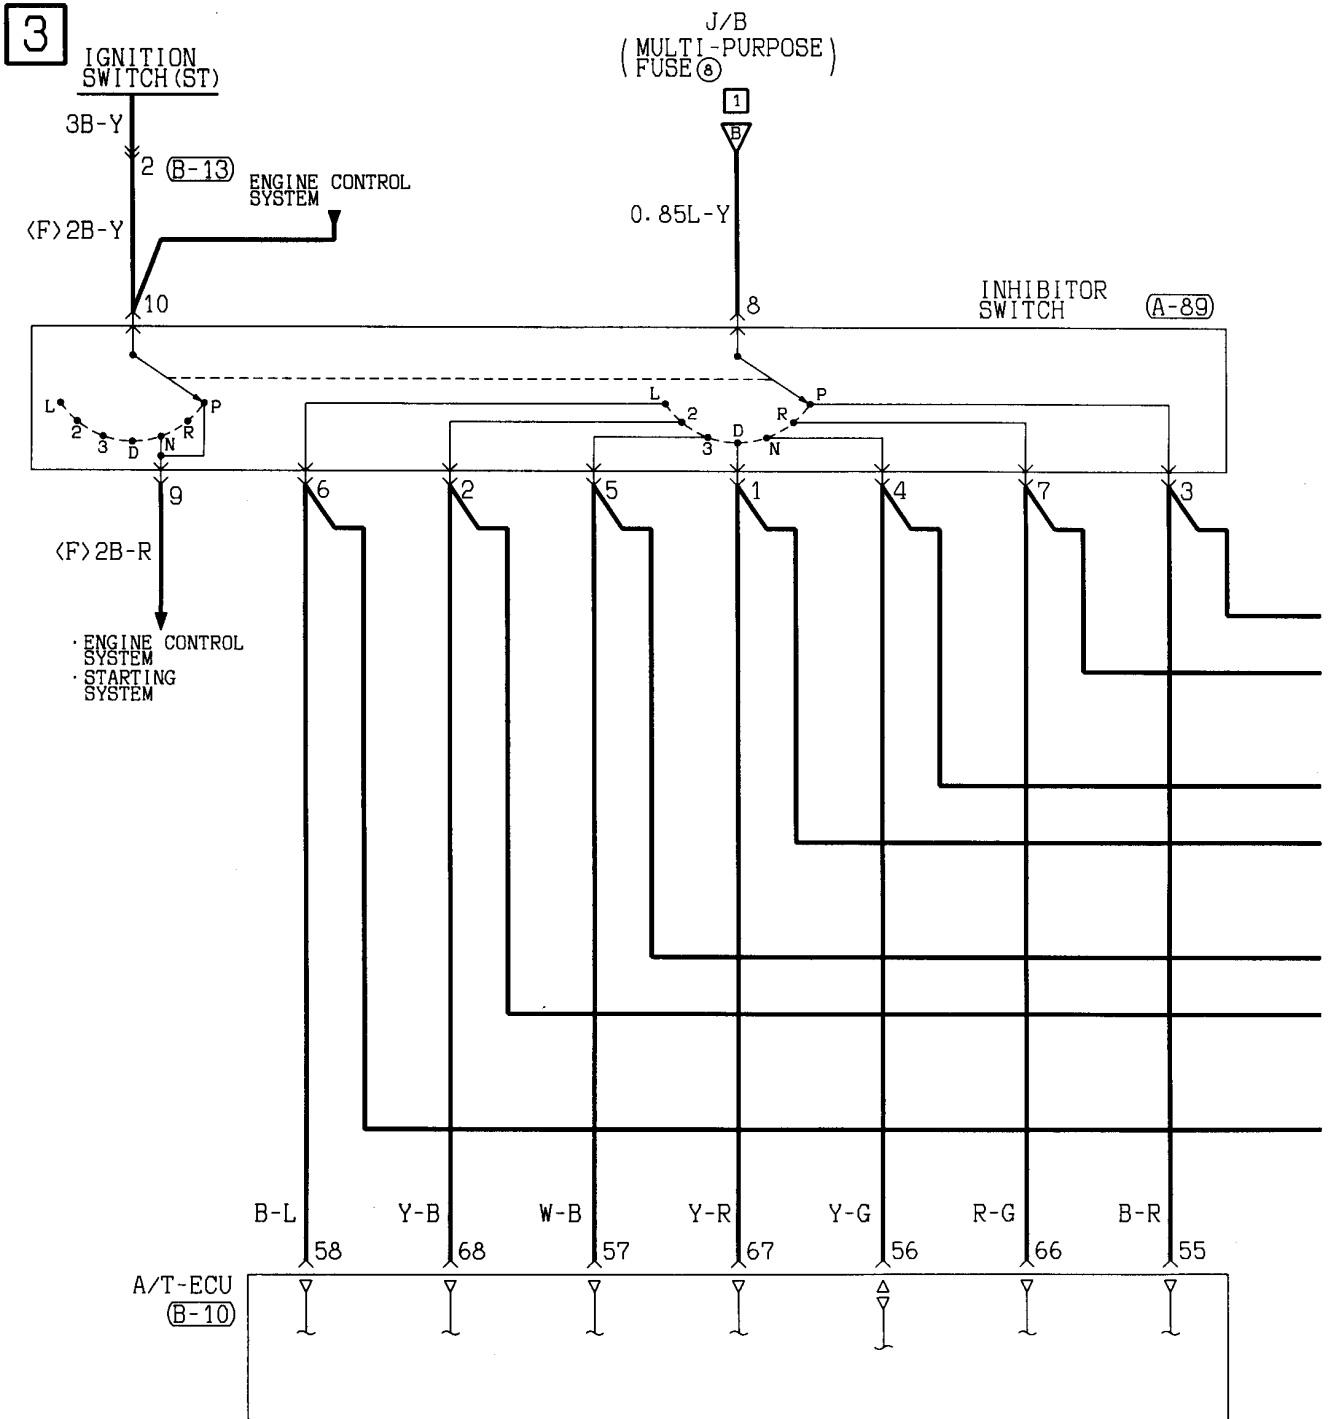 3
IGNITION
SWITCH(ST)
J/B
(MULTI-PURPOSE
FUSE⑧)
1
B
3B-Y
2 B-13
ENGINE CONTROL
SYSTEM
<F>2B-Y
0.85L-Y
10
8
INHIBITOR
SWITCH
A-89
L 2 3 D N R P
L 2 3 D N R P
9 6 2 5 1 4 7 3
<F>2B-R
·ENGINE CONTROL
SYSTEM
·STARTING
SYSTEM
B-L Y-B W-B Y-R Y-G R-G B-R
58 68 57 67 56 66 55
A/T-ECU
B-10